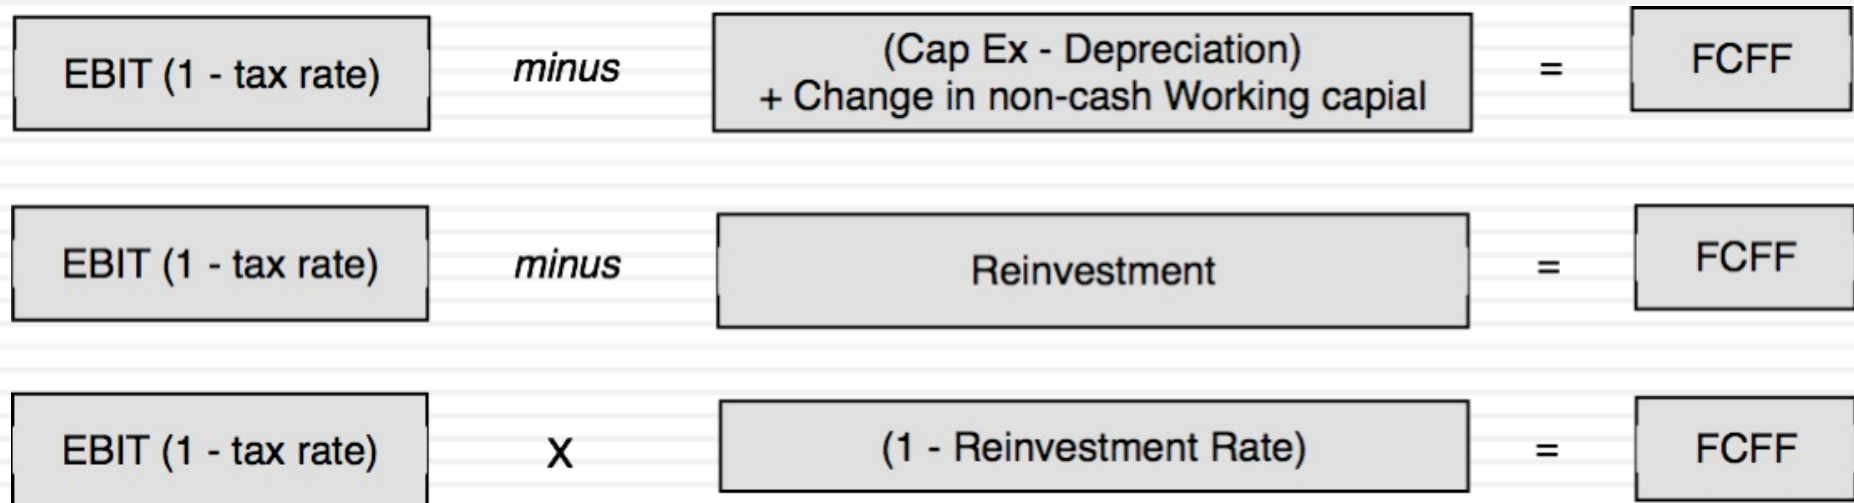 EBIT (1 - tax rate) minus (Cap Ex - Depreciation) = FCFF
+ Change in non-cash Working capial
EBIT (1 - tax rate) minus Reinvestment = FCFF
EBIT (1 - tax rate) X (1 - Reinvestment Rate) = FCFF